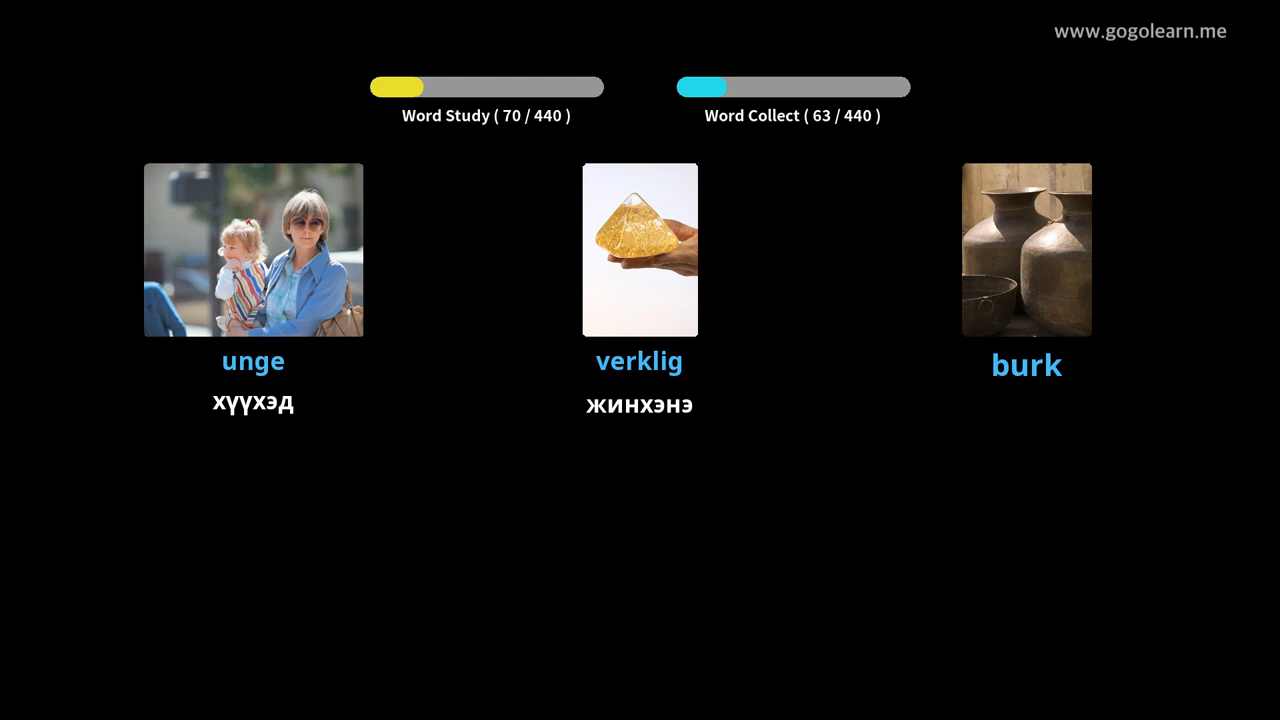 www.gogolearn.me
Word Study ( 70 / 440 )
Word Collect ( 63 / 440 )
unge
verklig
burk
хүүхэд
жинхэнэ